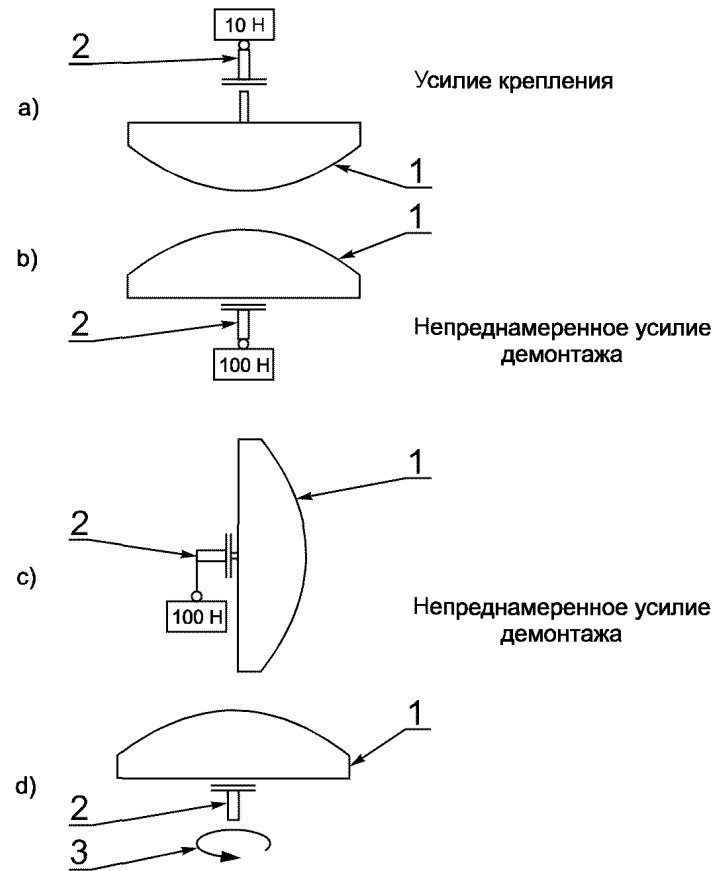 10 Н
2
Усилие крепления
a)
1
1
b)
2
Непреднамеренное усилие
демонтажа
100 Н
1
2
c)
100 Н
Непреднамеренное усилие
демонтажа
1
d)
2
3